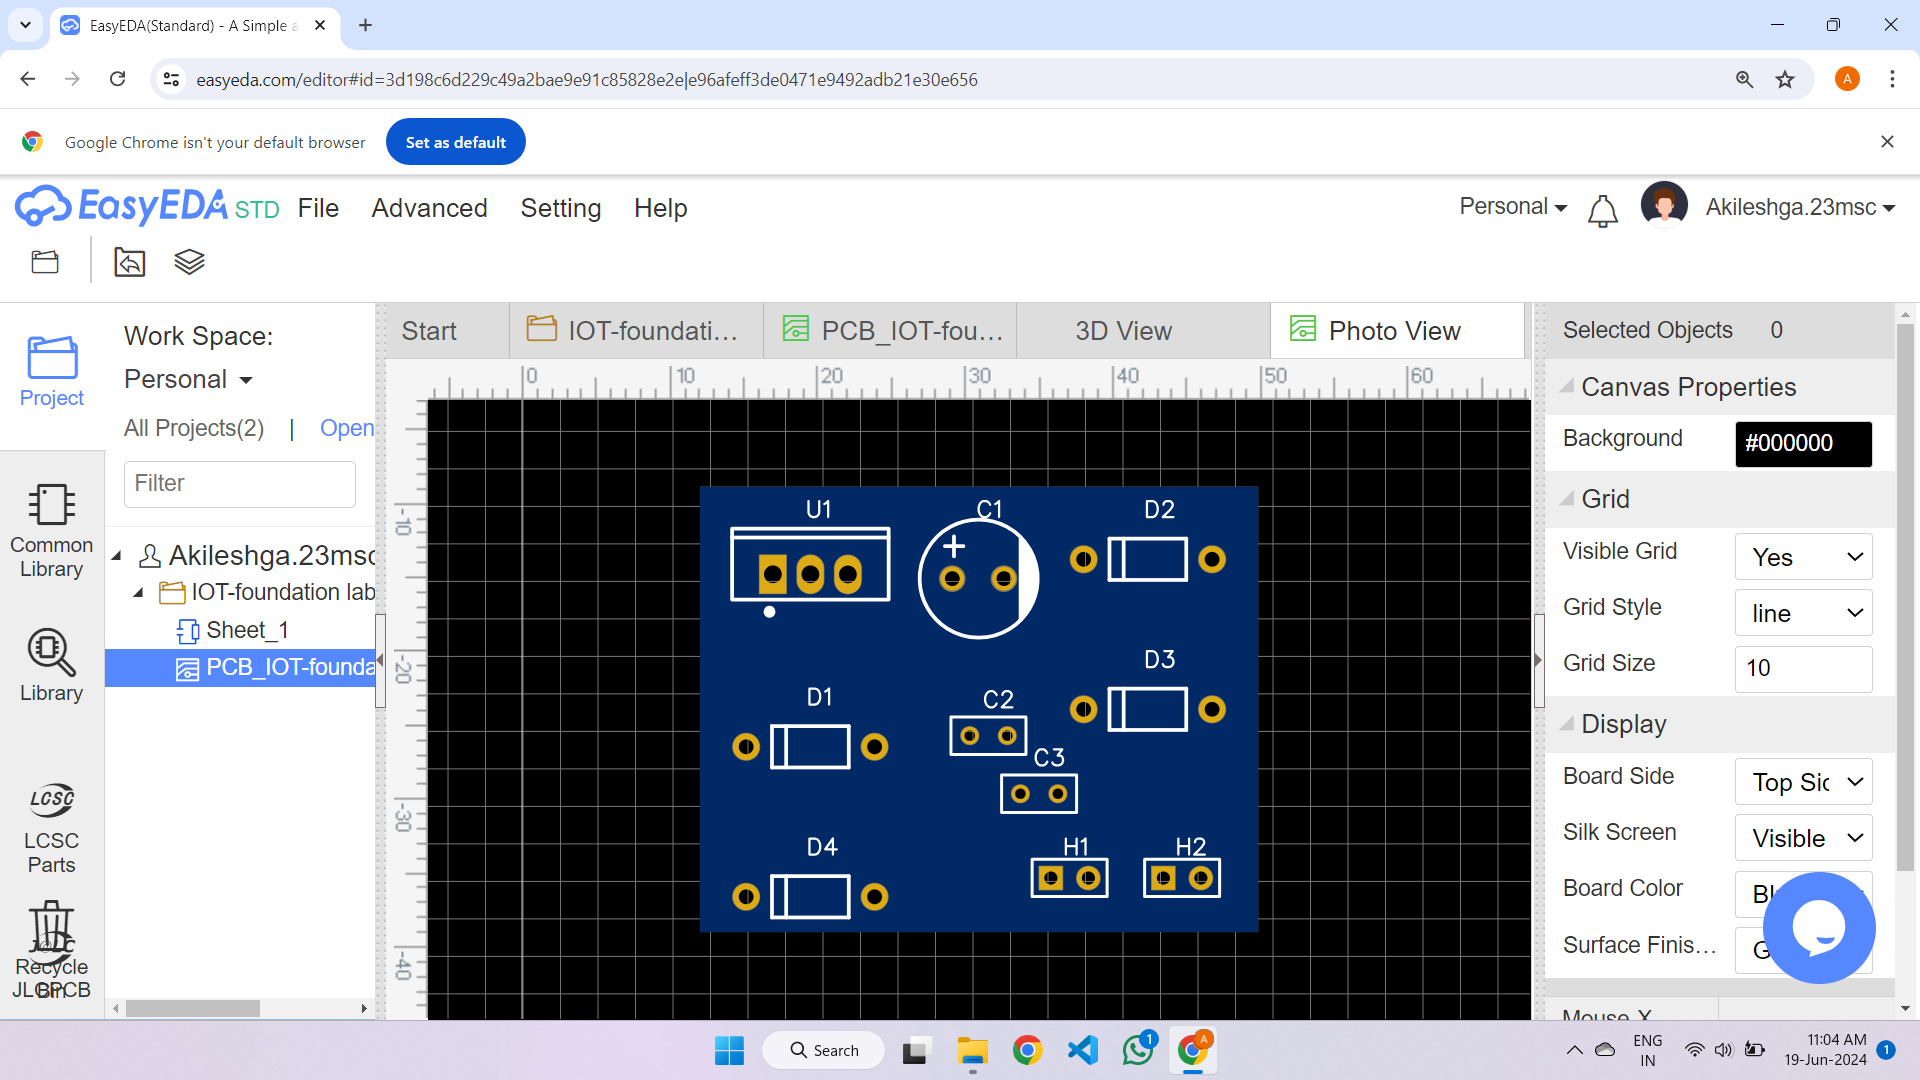 EasyEDA(Standard) - A Simple a
easyeda.com/editor#id=3d198c6d229c49a2bae9e91c85828e2e|e96afeff3de0471e9492adb21e30e656
A
Google Chrome isn't your default browser
Set as default
EasyEDA STD
File
Advanced
Setting
Help
Personal
Akileshga.23msc
Project
Common
Library
Library
LCSC
LCSC
Parts
Recycle
Bin
JLCPCB
Work Space:
Personal
All Projects(2) | Open
Filter
Akileshga.23msc
IOT-foundation lab
Sheet_1
PCB_IOT-founda
Start
IOT-foundati...
PCB_IOT-fou...
3D View
Photo View
0 10 20 30 40 50 60
-10
-20
-30
-40
U1
C1
+
D2
D1
C2
D3
C3
D4
H1
H2
Selected Objects 0
Canvas Properties
Background #000000
Grid
Visible Grid Yes
Grid Style line
Grid Size 10
Display
Board Side Top Sid
Silk Screen Visible
Board Color Bl
Surface Finis... G
Mouse X
Search
1
A
ENG
IN
11:04 AM
19-Jun-2024
1